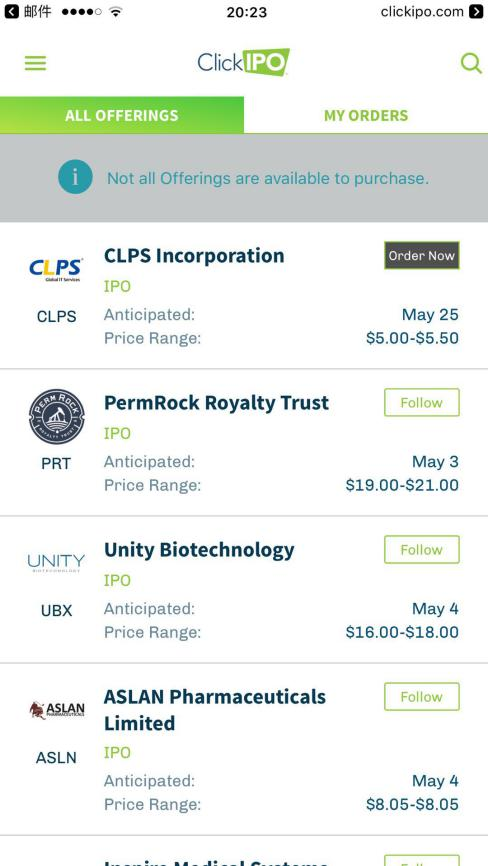 邮件 20:23 clickipo.com
ClickIPO
ALL OFFERINGS MY ORDERS
i Not all Offerings are available to purchase.
CLPS Incorporation Order Now
CLPS
Global IT Services
IPO
CLPS
Anticipated: May 25
Price Range: $5.00-$5.50
PermRock Royalty Trust Follow
PERM ROCK
ROYALTY TRUST
IPO
PRT
Anticipated: May 3
Price Range: $19.00-$21.00
Unity Biotechnology Follow
UNITY
BIOTECHNOLOGY
IPO
UBX
Anticipated: May 4
Price Range: $16.00-$18.00
ASLAN Pharmaceuticals Follow
Limited
ASLAN
PHARMACEUTICALS
IPO
ASLN
Anticipated: May 4
Price Range: $8.05-$8.05
Inspire Medical Systems Follow